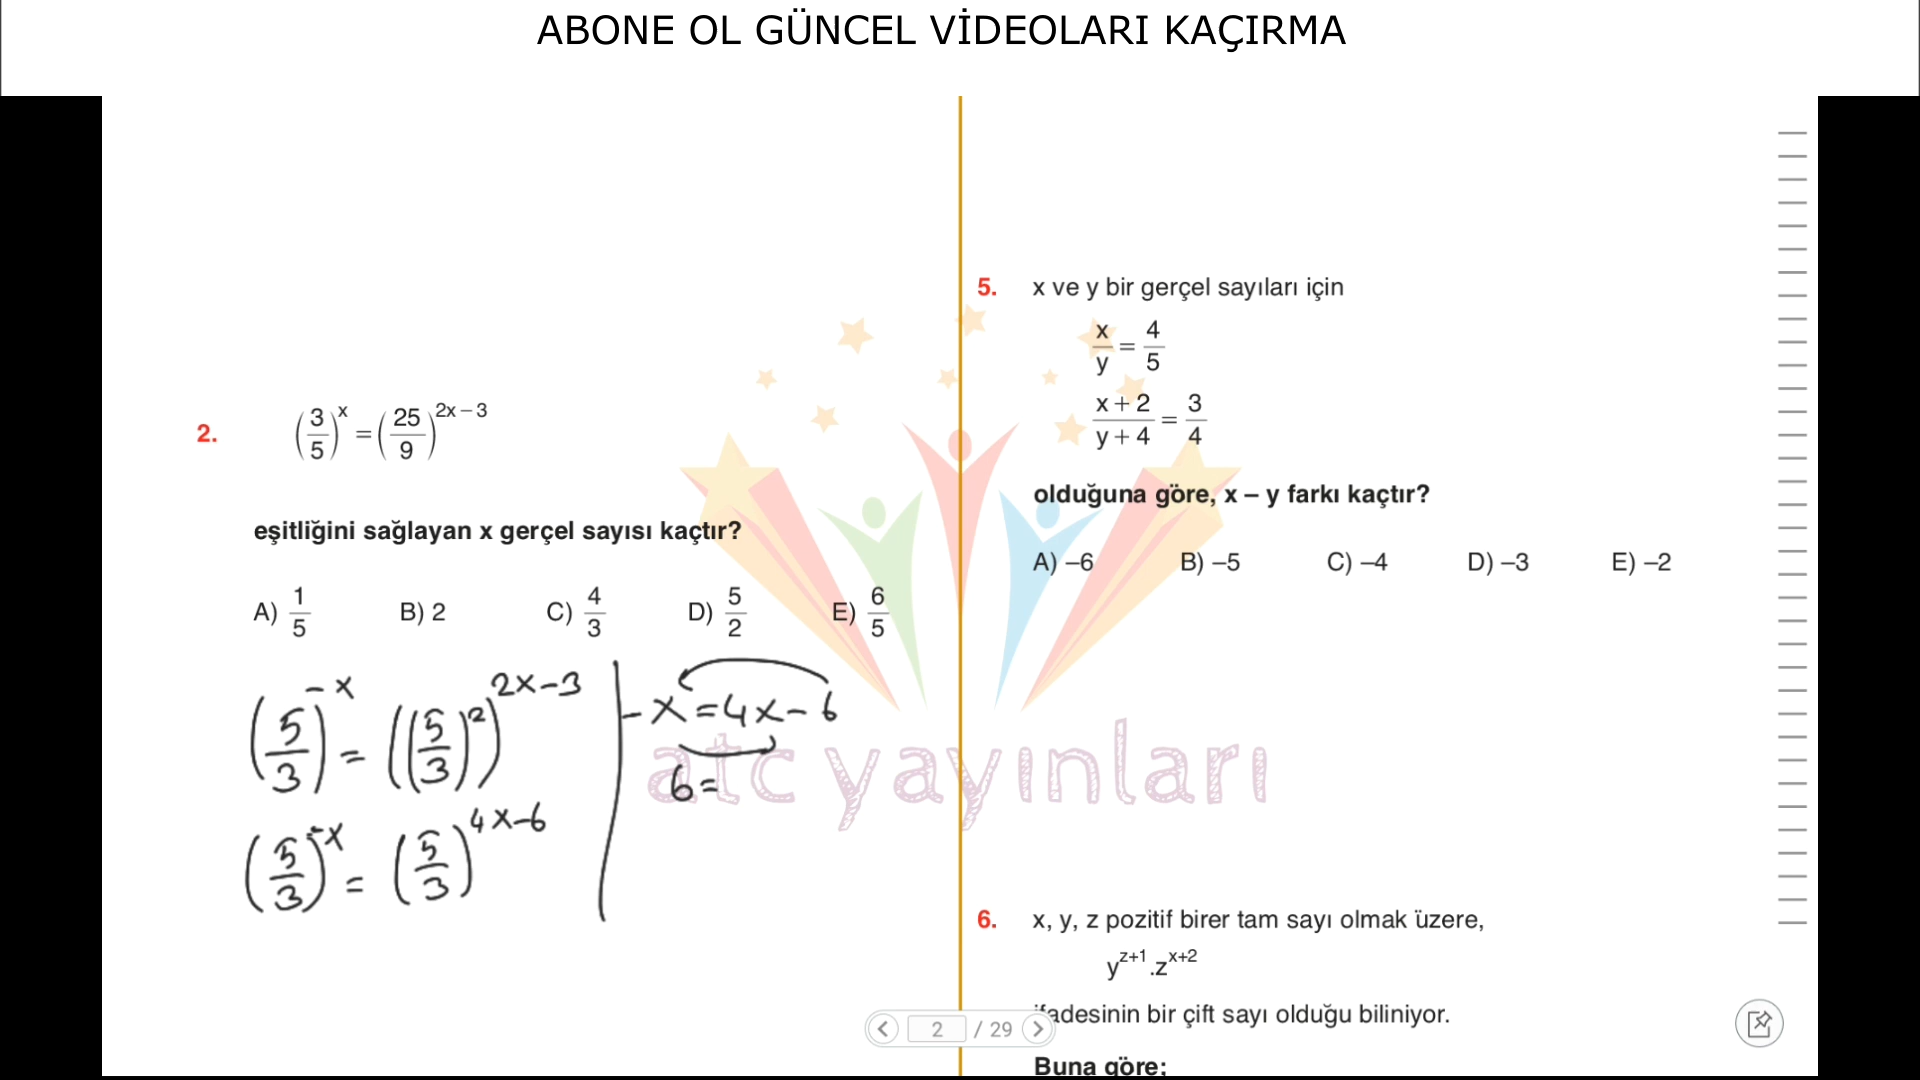 ABONE OL GÜNCEL VİDEOLARI KAÇIRMA
2. (3/5)^x = (25/9)^(2x – 3)
eşitliğini sağlayan x gerçel sayısı kaçtır?
A) 1/5 B) 2 C) 4/3 D) 5/2 E) 6/5
(5/3)^(-x) = ((5/3)^2)^(2x-3)
(5/3)^(-x) = (5/3)^(4x-6)
-x=4x-6
6=
5. x ve y bir gerçel sayıları için
x/y = 4/5
(x + 2)/(y + 4) = 3/4
olduğuna göre, x – y farkı kaçtır?
A) –6 B) –5 C) –4 D) –3 E) –2
atc yayınları
6. x, y, z pozitif birer tam sayı olmak üzere,
y^(z+1).z^(x+2)
ifadesinin bir çift sayı olduğu biliniyor.
Buna göre;
2 / 29